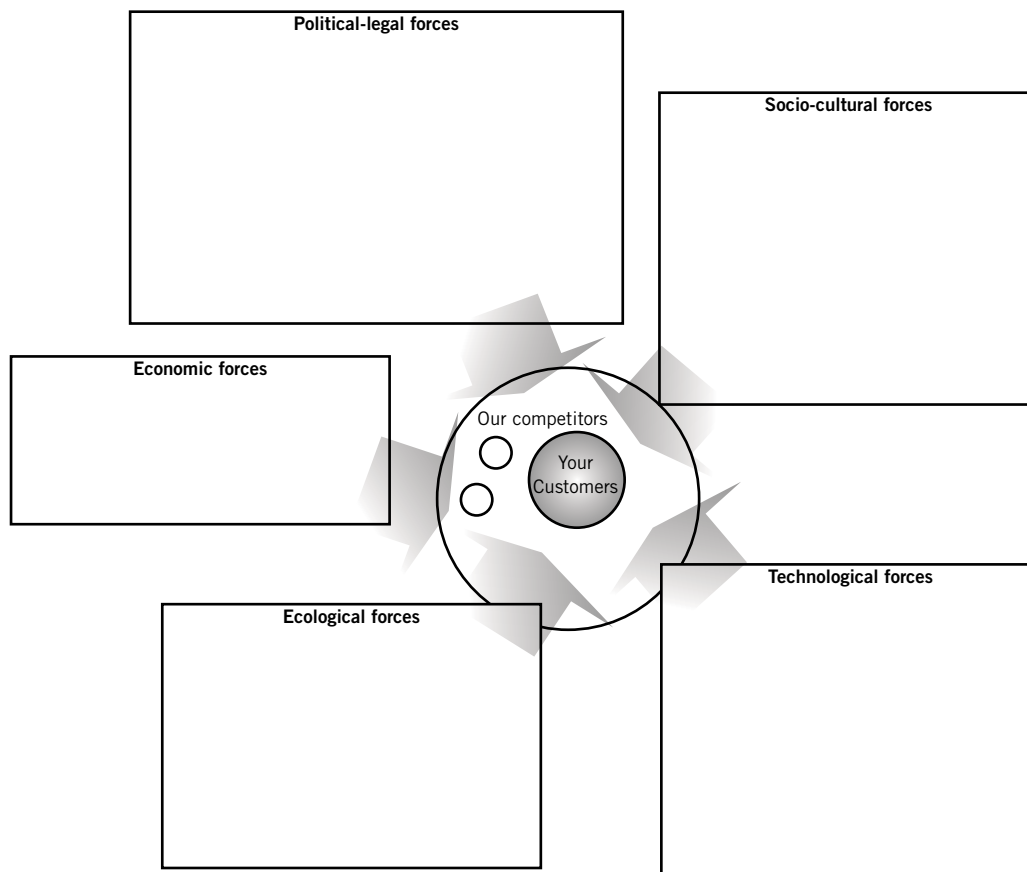 Political-legal forces
Socio-cultural forces
Economic forces
Our competitors
Your
Customers
Technological forces
Ecological forces